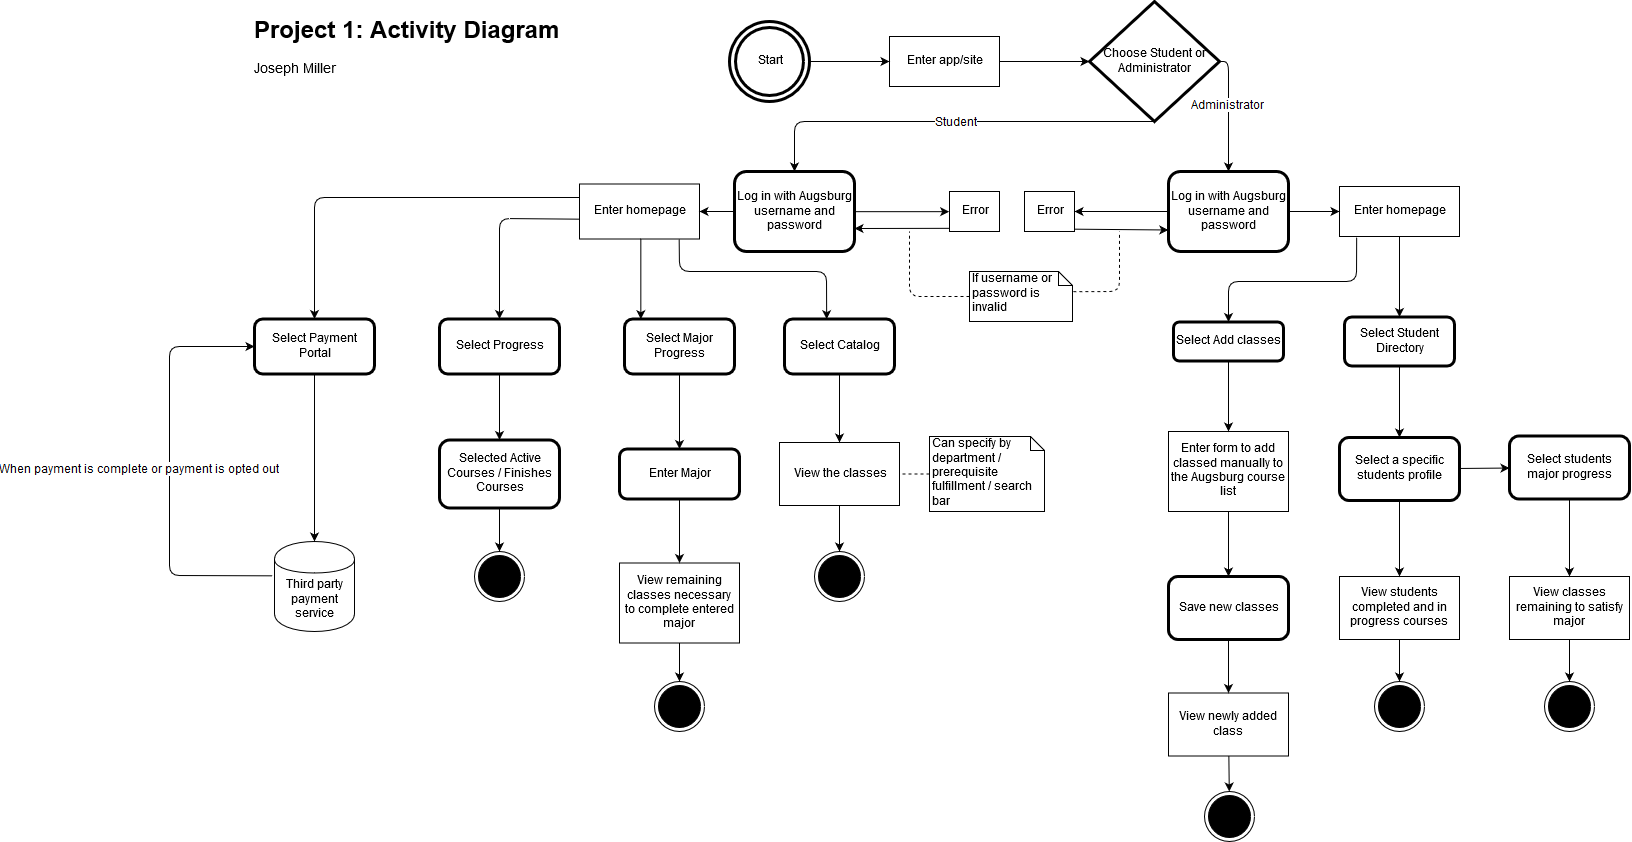 Project 1: Activity Diagram
Joseph Miller
Start
Enter app/site
Choose Student or
Administrator
Administrator
Student
Enter homepage
Log in with Augsburg
username and
password
Error
Error
Log in with Augsburg
username and
password
Enter homepage
If username or
password is
invalid
Select Payment
Portal
Select Progress
Select Major
Progress
Select Catalog
Select Add classes
Select Student
Directory
When payment is complete or payment is opted out
Selected Active
Courses / Finishes
Courses
Enter Major
View the classes
Can specify by
department /
prerequisite
fulfillment / search
bar
Enter form to add
classed manually to
the Augsburg course
list
Select a specific
students profile
Select students
major progress
Third party
payment
service
View remaining
classes necessary
to complete entered
major
Save new classes
View students
completed and in
progress courses
View classes
remaining to satisfy
major
View newly added
class